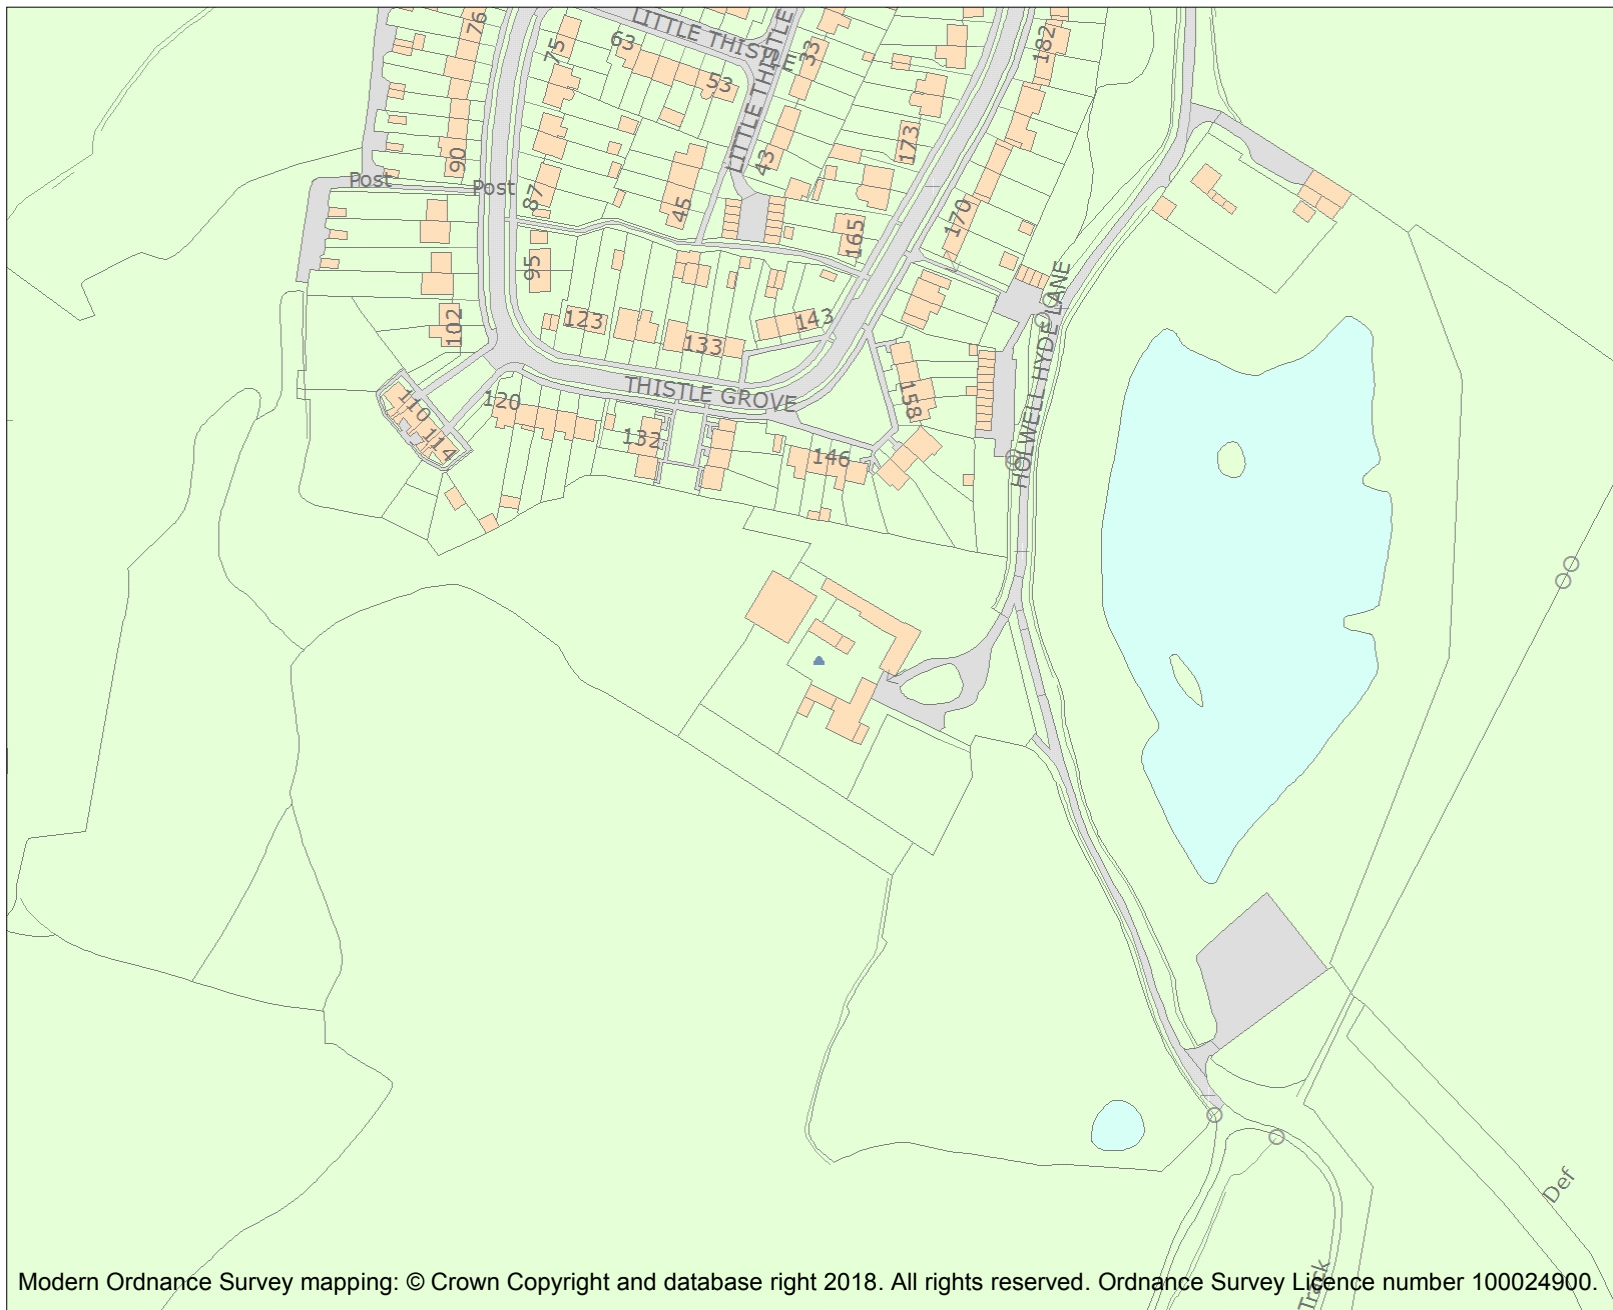 76
75
63
LITTLE THISTLE
53
LITTLE THISTLE
33
182
90
Post
Post
87
45
43
173
170
165
95
102
123
133
143
THISTLE GROVE
HOLWELL HYDE LANE
110
114
120
132
146
158
Def
Track
Modern Ordnance Survey mapping: © Crown Copyright and database right 2018. All rights reserved. Ordnance Survey Licence number 100024900.